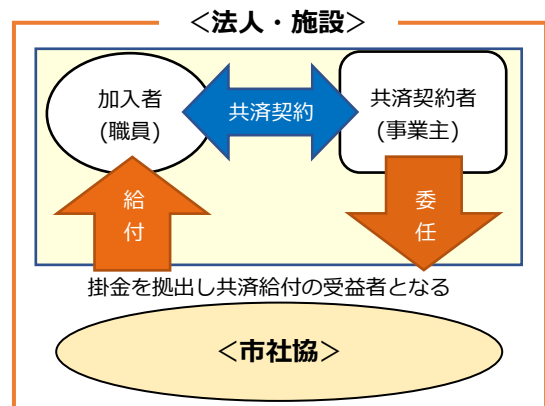 ＜法人・施設＞
加入者
(職員)
共済契約
共済契約者
(事業主)
給
付
委
任
掛金を拠出し共済給付の受益者となる
＜市社協＞